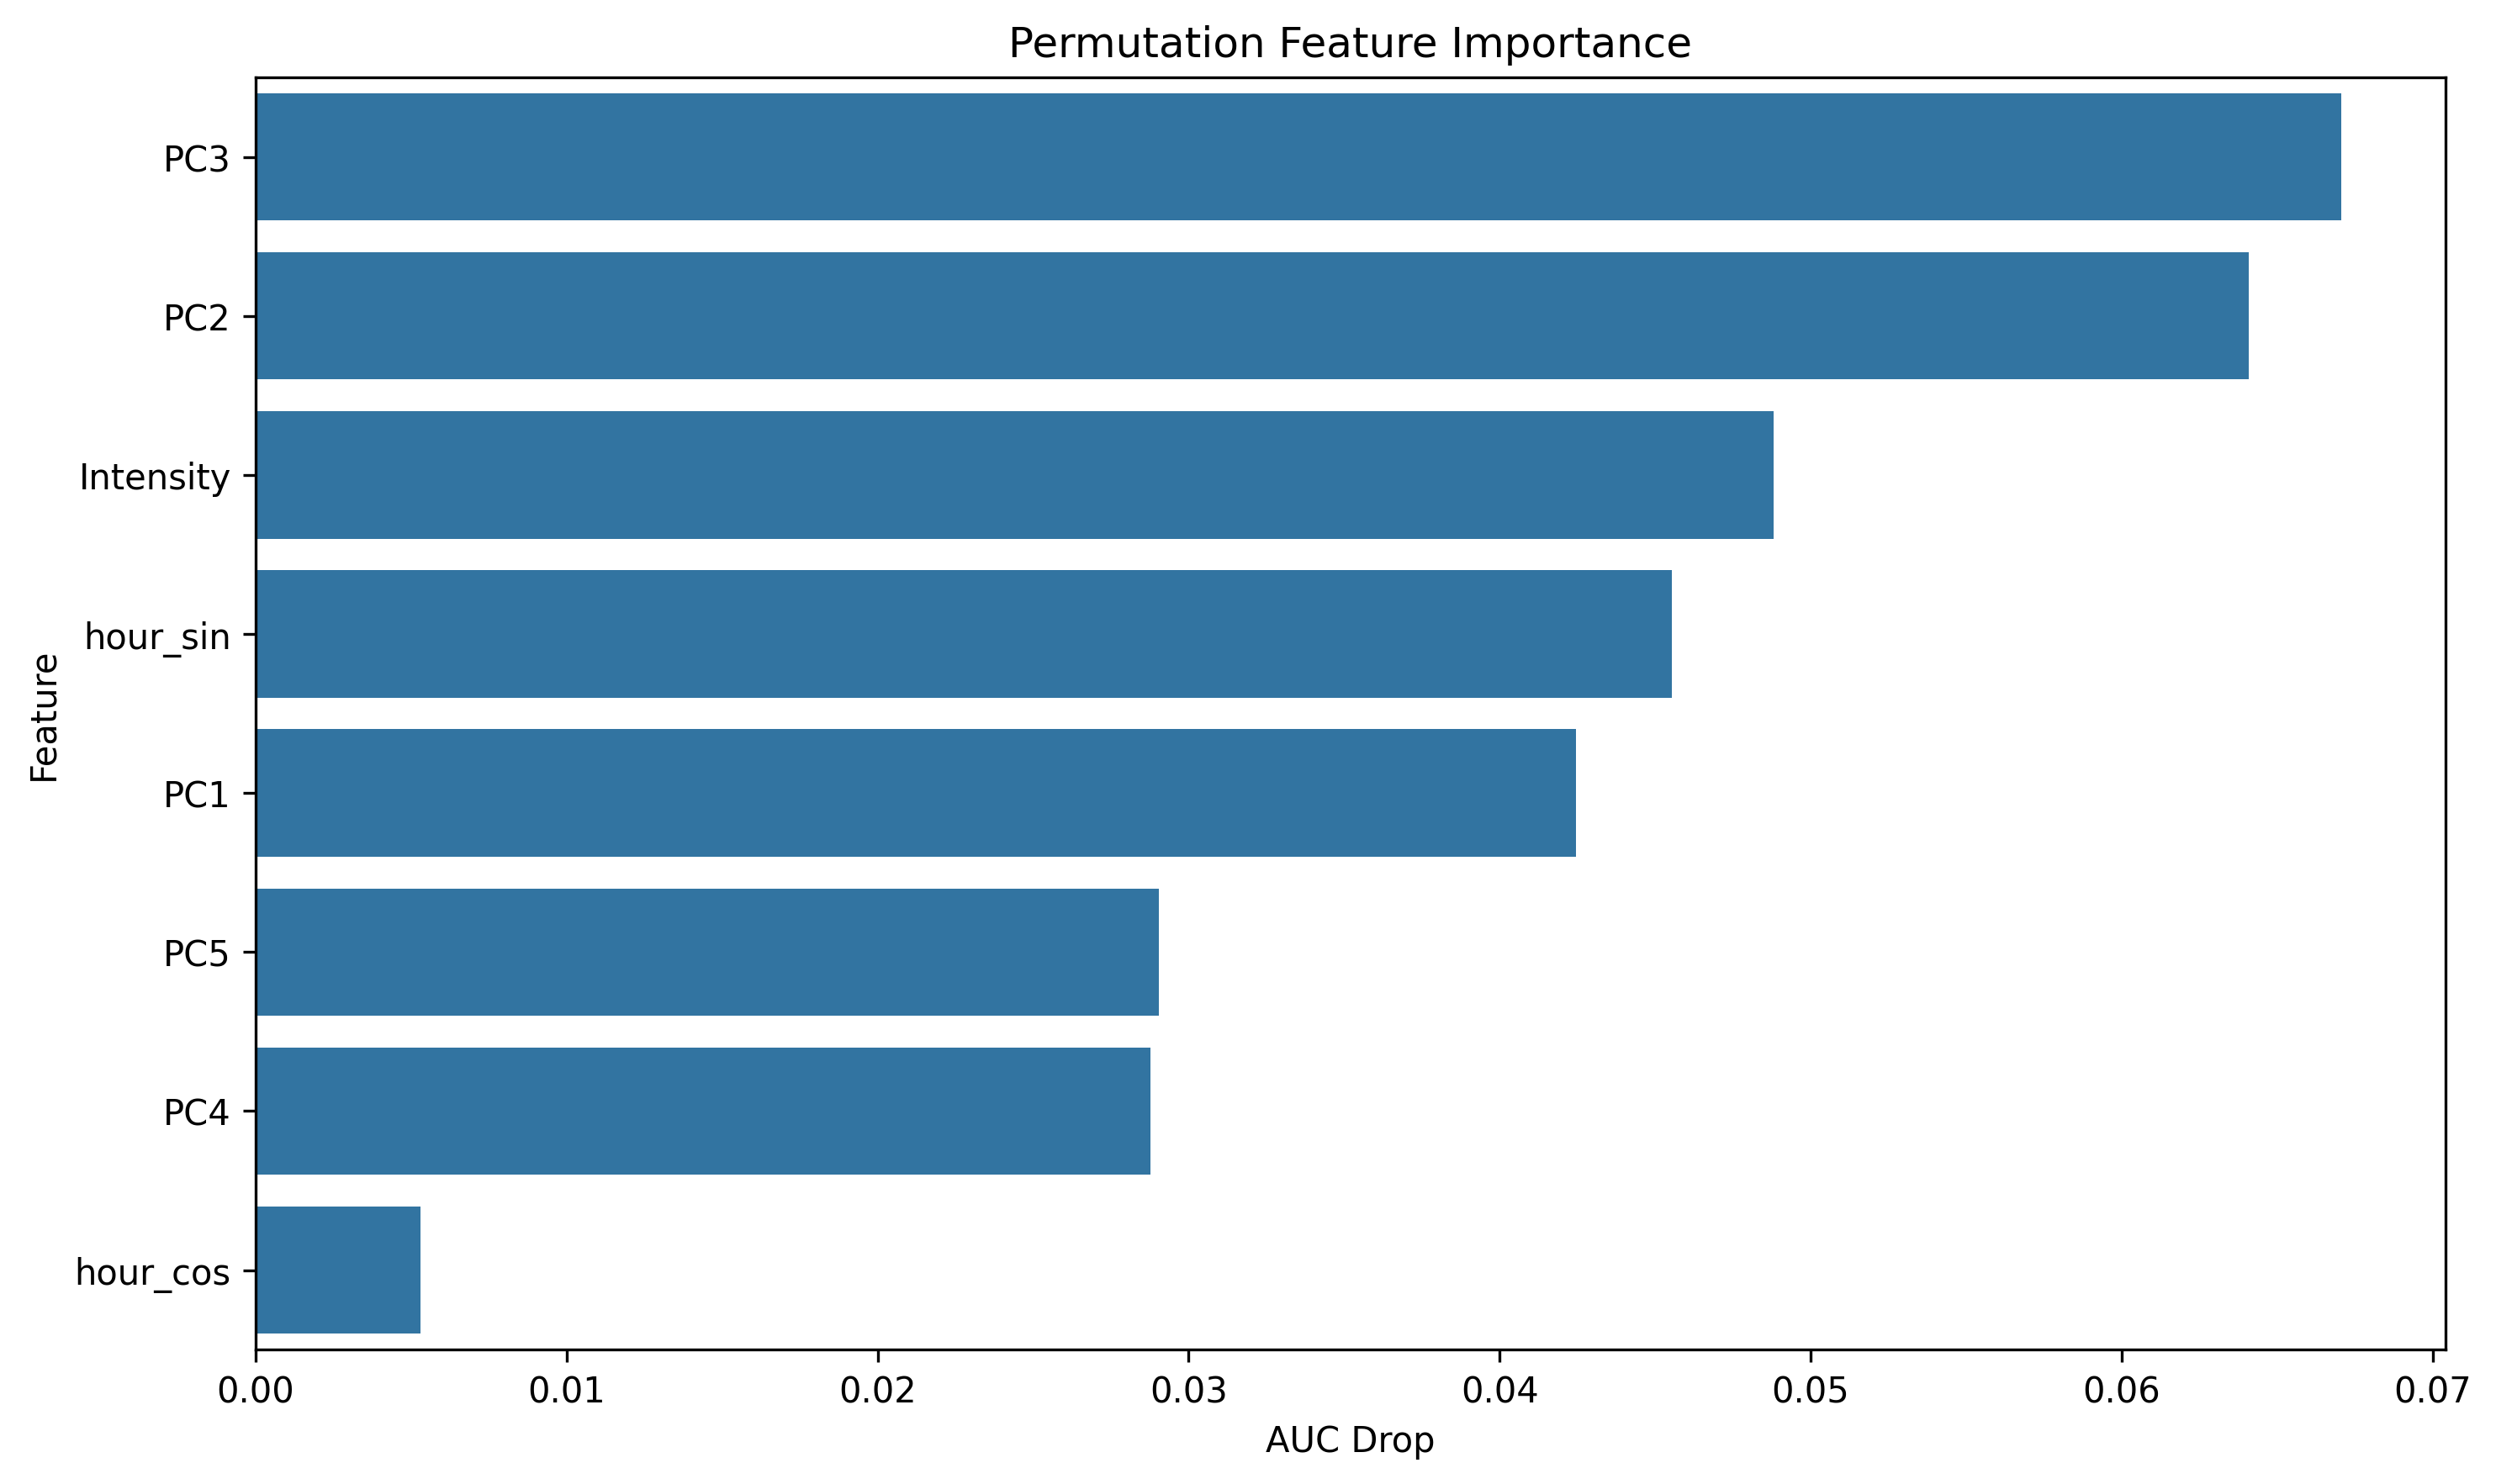 Permutation Feature Importance
PC3
PC2
Intensity
hour_sin
PC1
PC5
PC4
hour_cos
Feature
0.00 0.01 0.02 0.03 0.04 0.05 0.06 0.07
AUC Drop